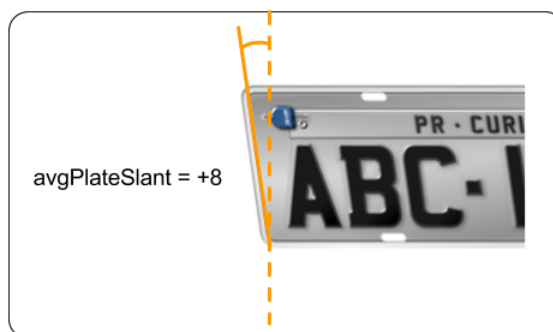 PR · CURI
avgPlateSlant = +8
ABC·